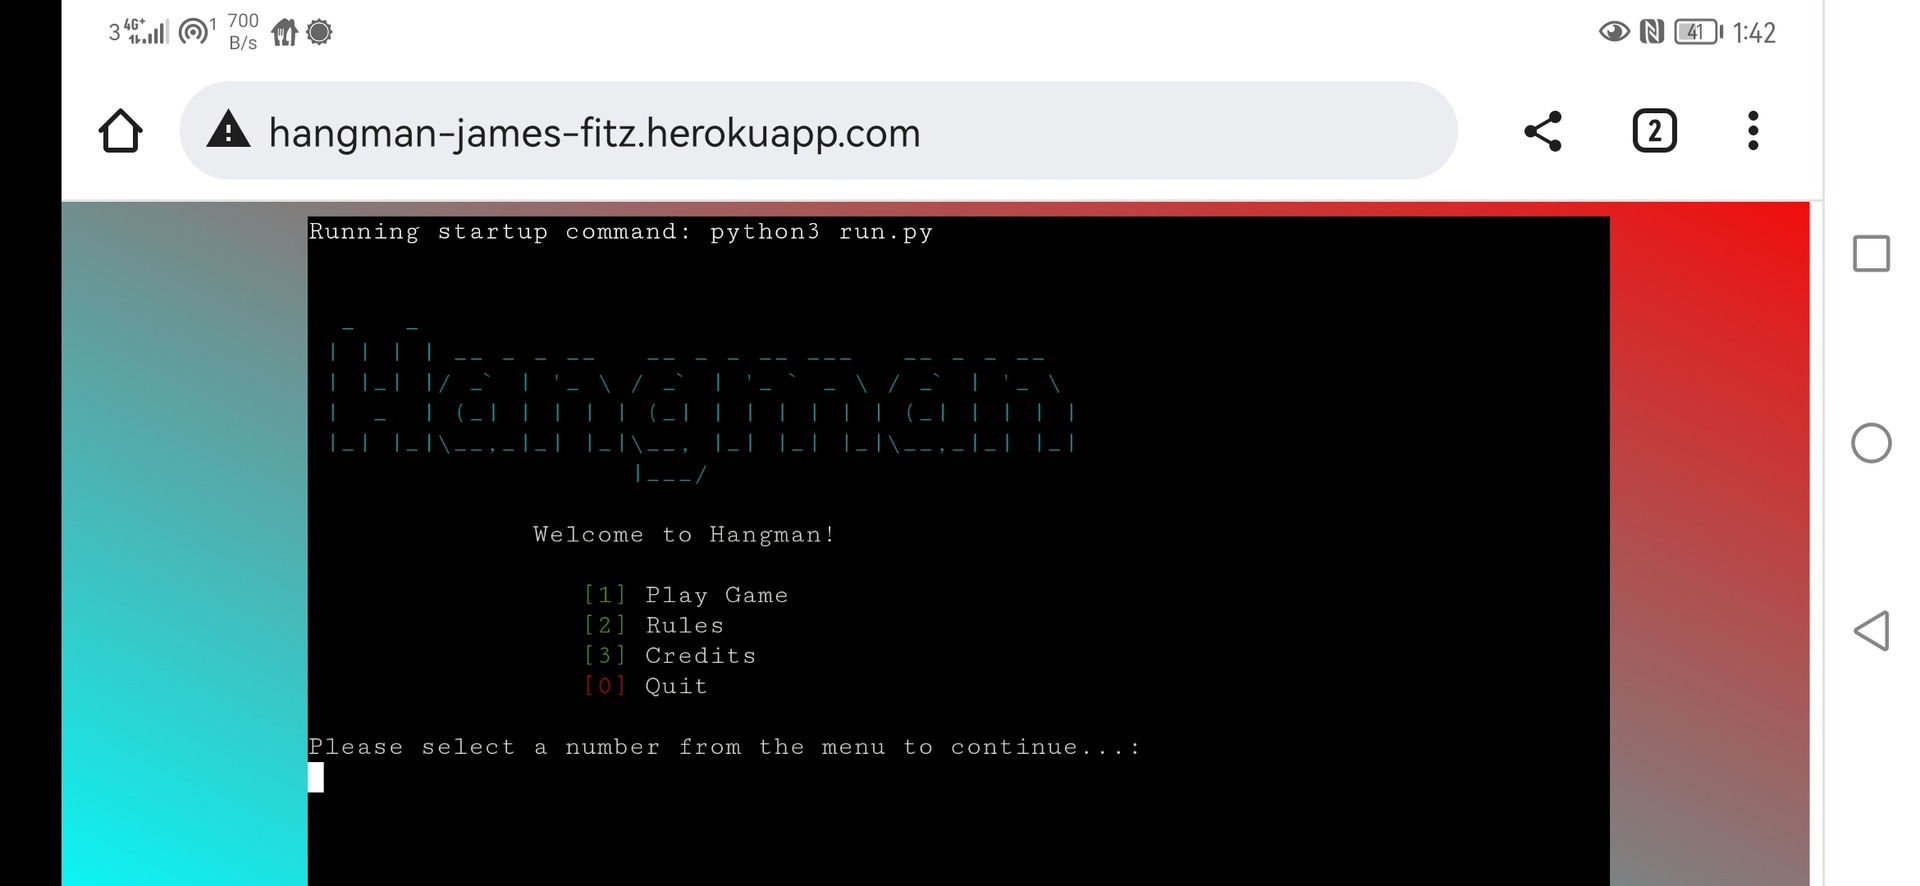 3 4G+ 1 700 B/s 41 1:42
hangman-james-fitz.herokuapp.com 2
Running startup command: python3 run.py
Hangman
Welcome to Hangman!
[1] Play Game
[2] Rules
[3] Credits
[0] Quit
Please select a number from the menu to continue...: